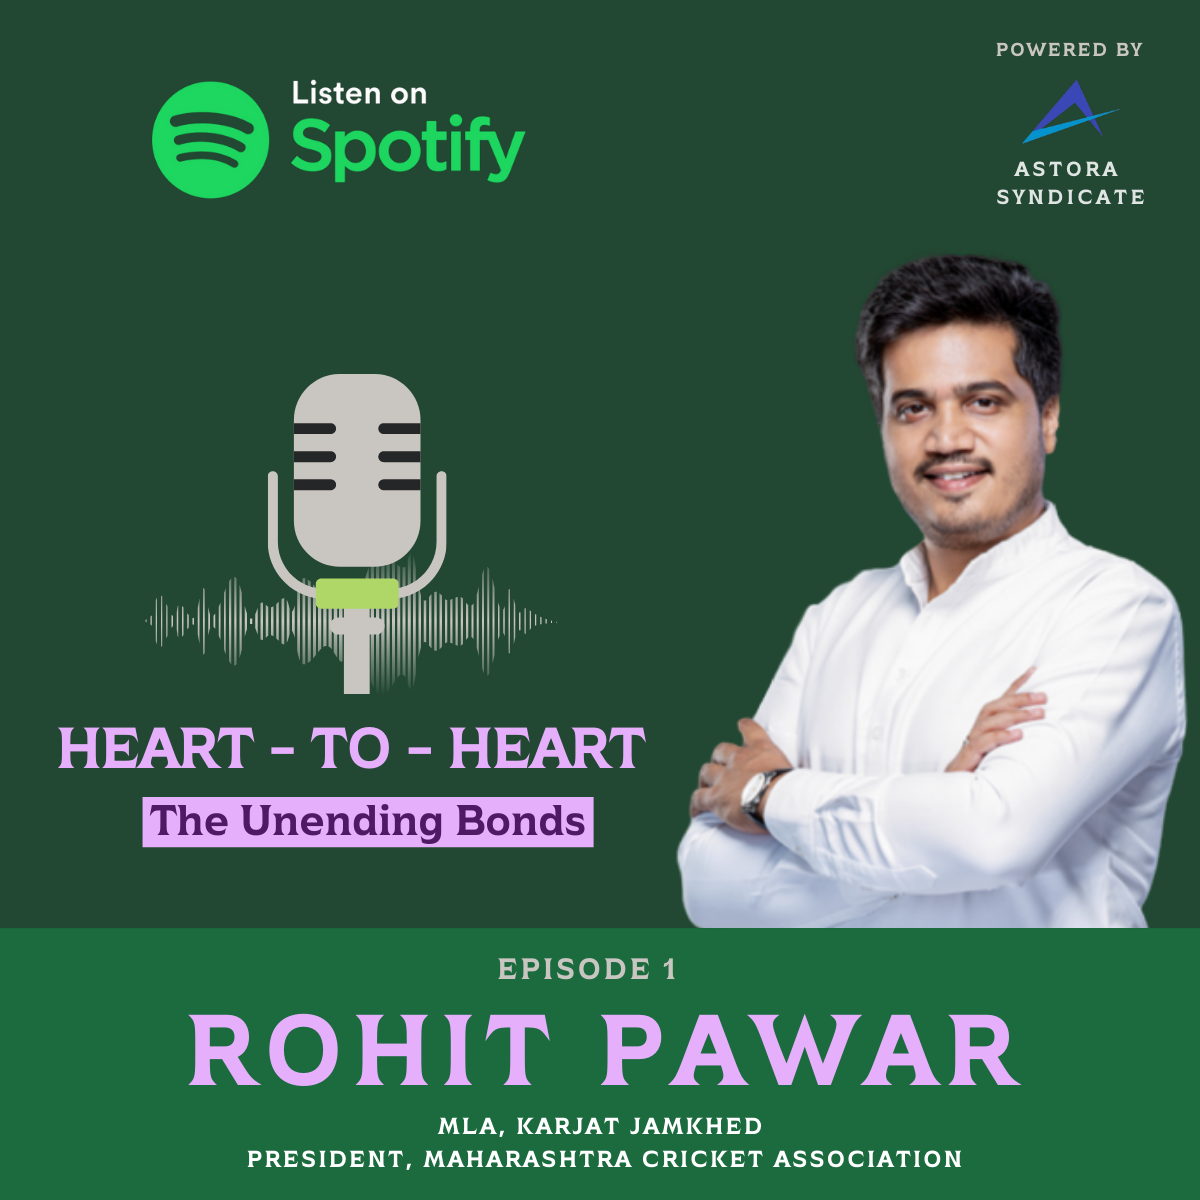 POWERED BY
Listen on
Spotify
ASTORA
SYNDICATE
HEART - TO - HEART
The Unending Bonds
EPISODE 1
ROHIT PAWAR
MLA, KARJAT JAMKHED
PRESIDENT, MAHARASHTRA CRICKET ASSOCIATION